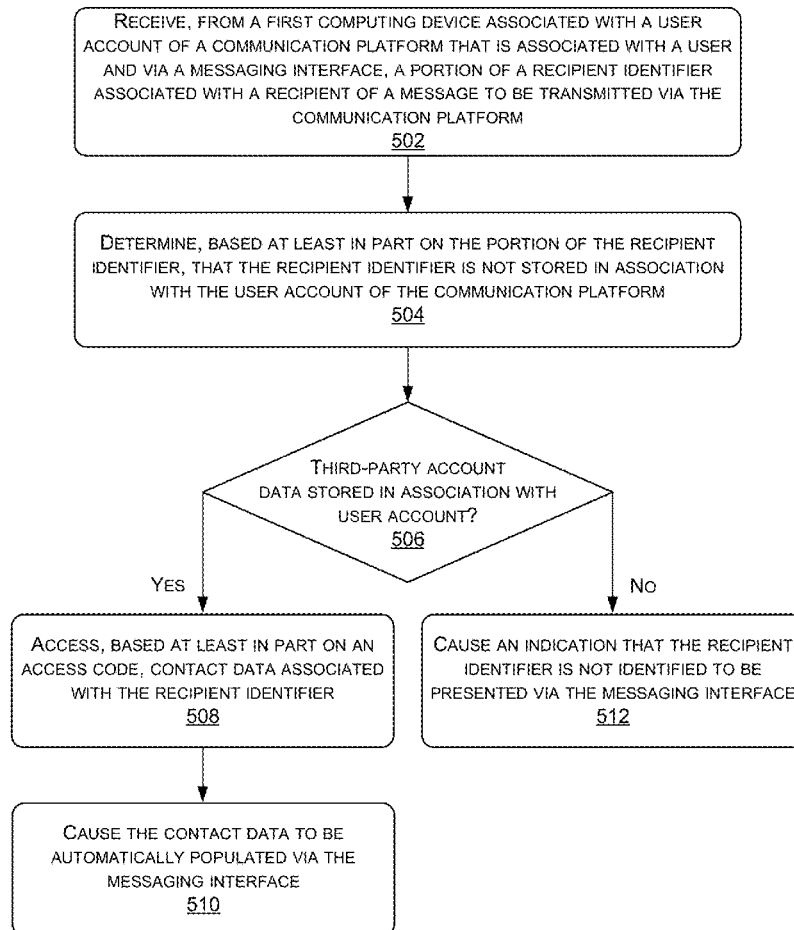 RECEIVE, FROM A FIRST COMPUTING DEVICE ASSOCIATED WITH A USER
ACCOUNT OF A COMMUNICATION PLATFORM THAT IS ASSOCIATED WITH A USER
AND VIA A MESSAGING INTERFACE, A PORTION OF A RECIPIENT IDENTIFIER
ASSOCIATED WITH A RECIPIENT OF A MESSAGE TO BE TRANSMITTED VIA THE
COMMUNICATION PLATFORM
502
DETERMINE, BASED AT LEAST IN PART ON THE PORTION OF THE RECIPIENT
IDENTIFIER, THAT THE RECIPIENT IDENTIFIER IS NOT STORED IN ASSOCIATION
WITH THE USER ACCOUNT OF THE COMMUNICATION PLATFORM
504
THIRD-PARTY ACCOUNT
DATA STORED IN ASSOCIATION WITH
USER ACCOUNT?
506
YES
NO
ACCESS, BASED AT LEAST IN PART ON AN
ACCESS CODE, CONTACT DATA ASSOCIATED
WITH THE RECIPIENT IDENTIFIER
508
CAUSE AN INDICATION THAT THE RECIPIENT
IDENTIFIER IS NOT IDENTIFIED TO BE
PRESENTED VIA THE MESSAGING INTERFACE
512
CAUSE THE CONTACT DATA TO BE
AUTOMATICALLY POPULATED VIA THE
MESSAGING INTERFACE
510